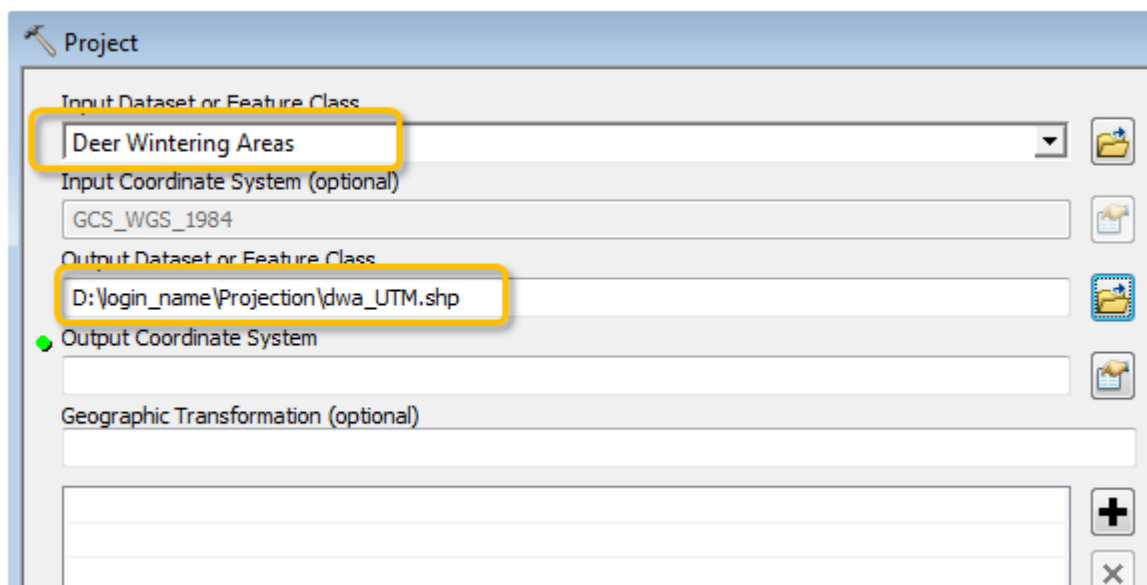 Project
Input Dataset or Feature Class
Deer Wintering Areas
Input Coordinate System (optional)
GCS_WGS_1984
Output Dataset or Feature Class
D:\login_name\Projection\dwa_UTM.shp
Output Coordinate System
Geographic Transformation (optional)